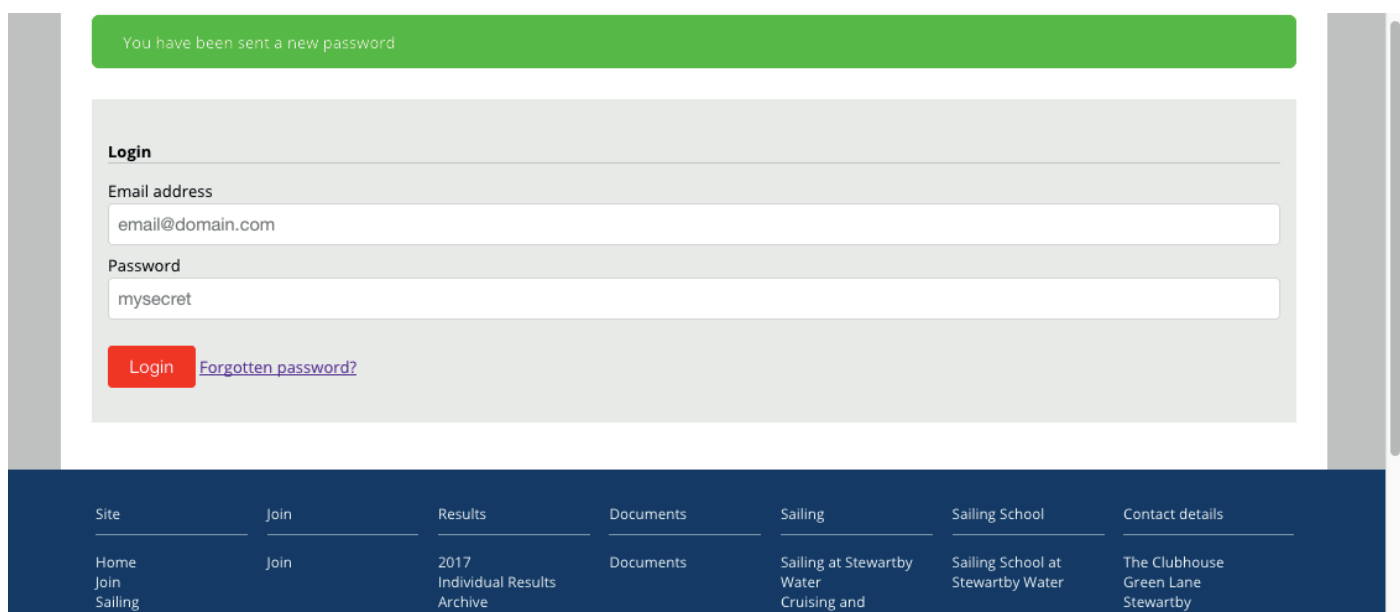 You have been sent a new password
Login
Email address
email@domain.com
Password
mysecret
Login Forgotten password?
Site Join Results Documents Sailing Sailing School Contact details
Home Join 2017 Documents Sailing at Stewartby Sailing School at The Clubhouse
Join Individual Results Water Stewartby Water Green Lane
Sailing Archive Cruising and Stewartby